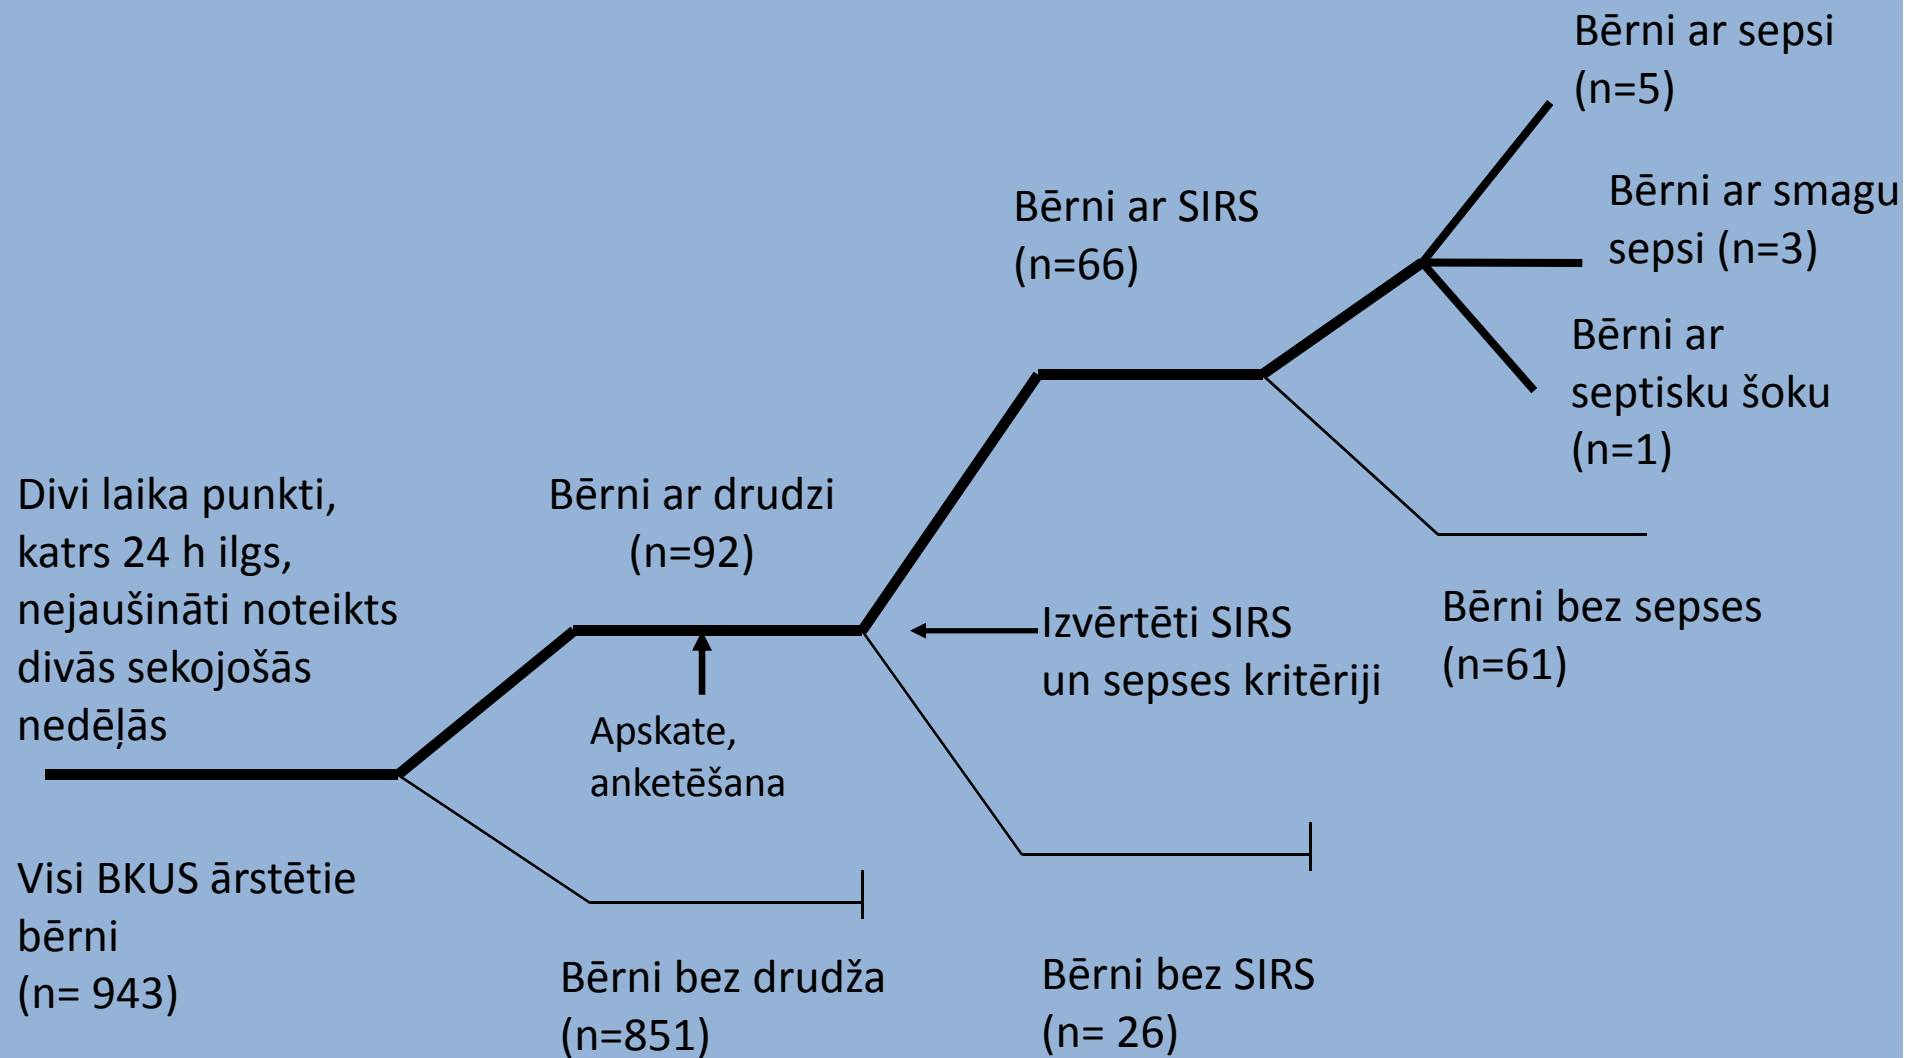 Bērni ar sepsi
(n=5)
Bērni ar smagu
sepsi (n=3)
Bērni ar SIRS
(n=66)
Bērni ar
septisku šoku
(n=1)
Divi laika punkti,
katrs 24 h ilgs,
nejaušināti noteikts
divās sekojošās
nedēļās
Bērni ar drudzi
(n=92)
Izvērtēti SIRS
un sepses kritēriji
Bērni bez sepses
(n=61)
Apskate,
anketēšana
Visi BKUS ārstētie
bērni
(n= 943)
Bērni bez drudža
(n=851)
Bērni bez SIRS
(n= 26)